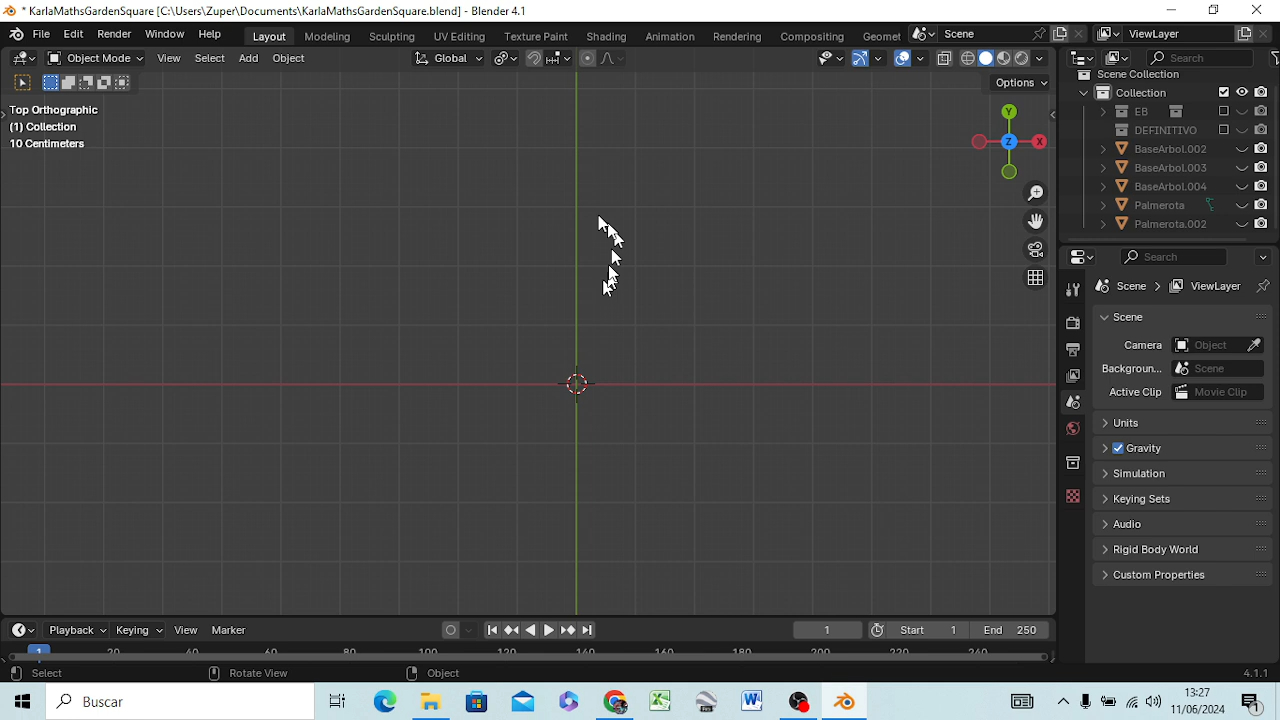 * KarlaMathsGardenSquare [C:\Users\Zuper\Documents\KarlaMathsGardenSquare.blend] - Blender 4.1
File Edit Render Window Help Layout Modeling Sculpting UV Editing Texture Paint Shading Animation Rendering Compositing Geomet Scene ViewLayer
Object Mode View Select Add Object Global Search
Options
Top Orthographic
(1) Collection
10 Centimeters
Y
X
Z
Scene Collection
Collection
EB
DEFINITIVO
BaseArbol.002
BaseArbol.003
BaseArbol.004
Palmerota
Palmerota.002
Search
Scene > ViewLayer
Scene
Camera Object
Backgroun... Scene
Active Clip Movie Clip
Units
Gravity
Simulation
Keying Sets
Audio
Rigid Body World
Custom Properties
Playback Keying View Marker 1 Start 1 End 250
1 20 40 60 80 100 120 140 160 180 200 220 240
Select Rotate View Object 4.1.1
Buscar 13:27
11/06/2024